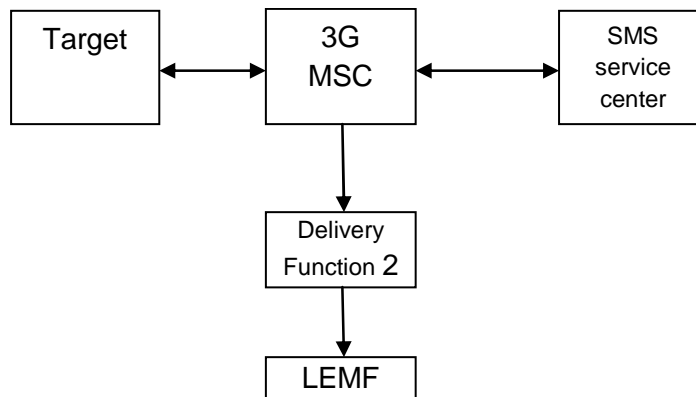 Target
3G
MSC
SMS
service
center
Delivery
Function 2
LEMF